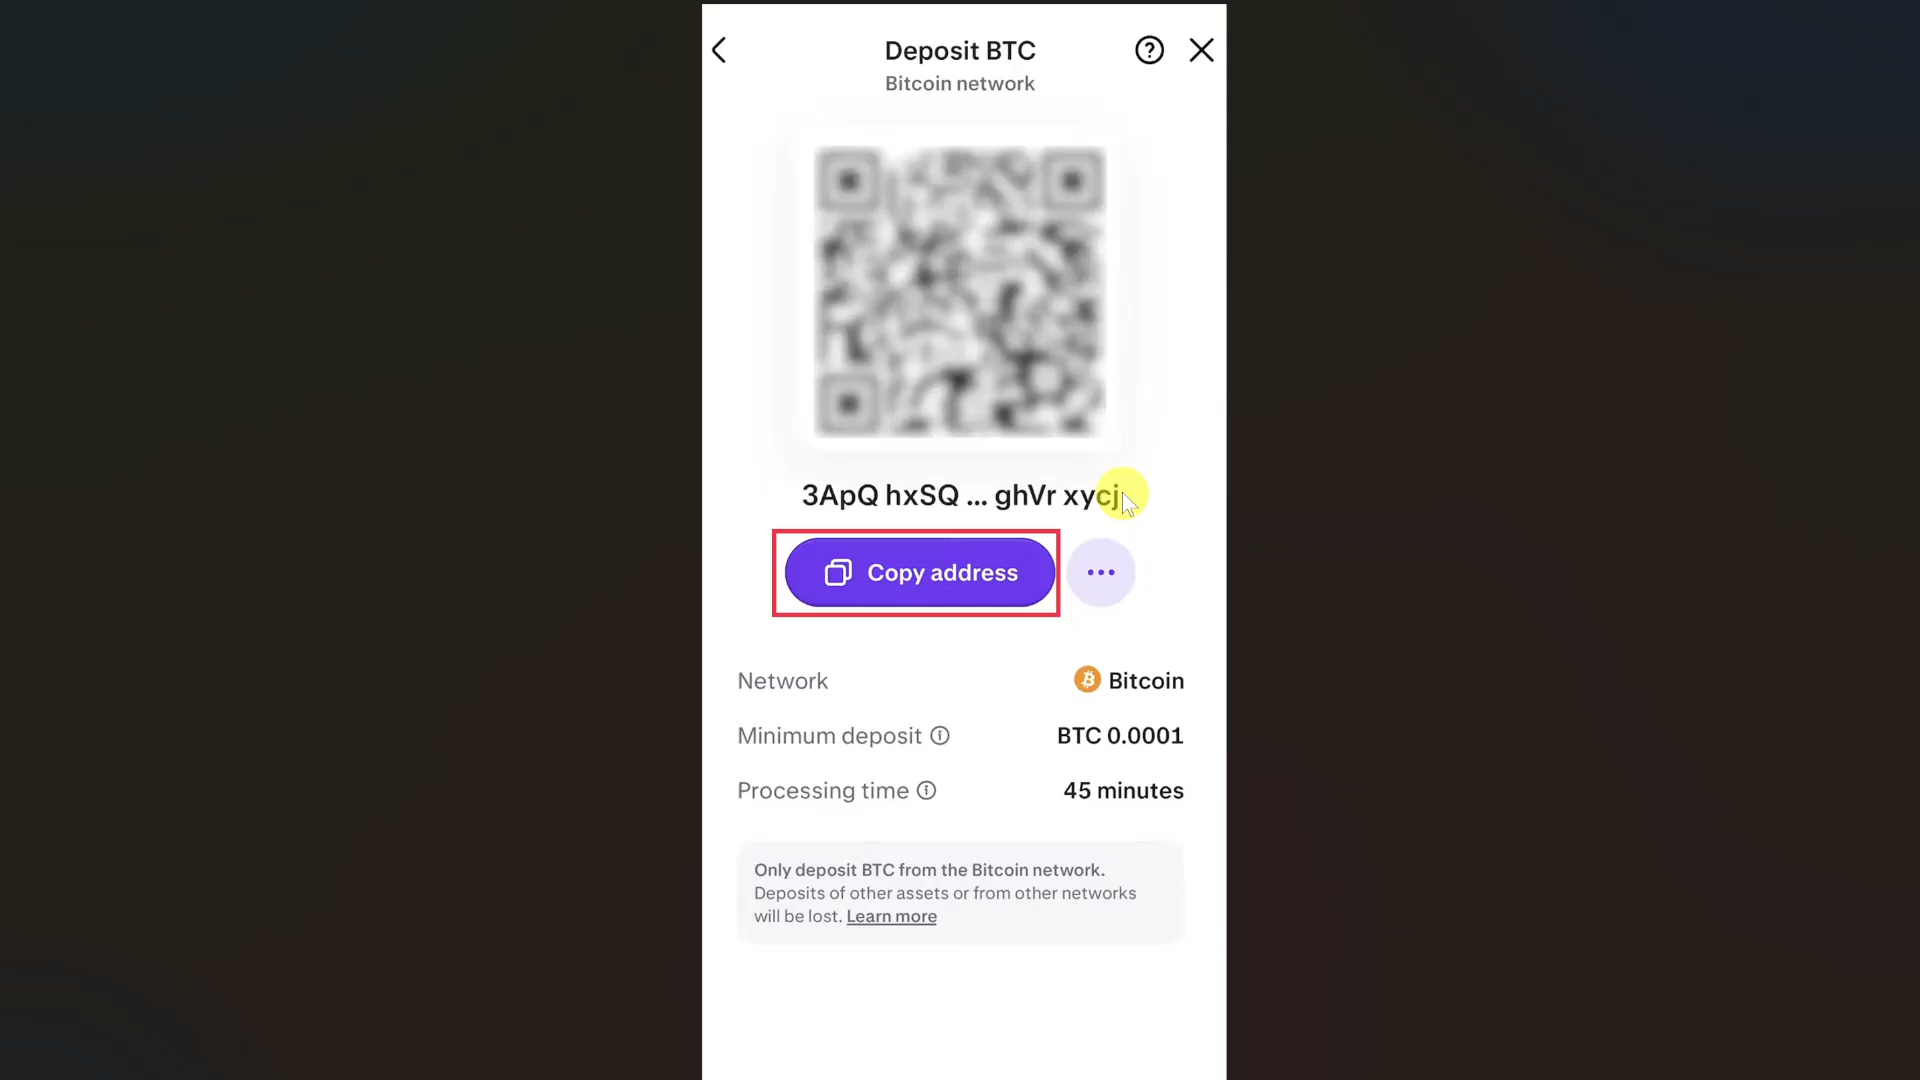 Deposit BTC
Bitcoin network
3ApQ hxSQ ... ghVr xycj
Copy address
Network Bitcoin
Minimum deposit BTC 0.0001
Processing time 45 minutes
Only deposit BTC from the Bitcoin network.
Deposits of other assets or from other networks
will be lost. Learn more